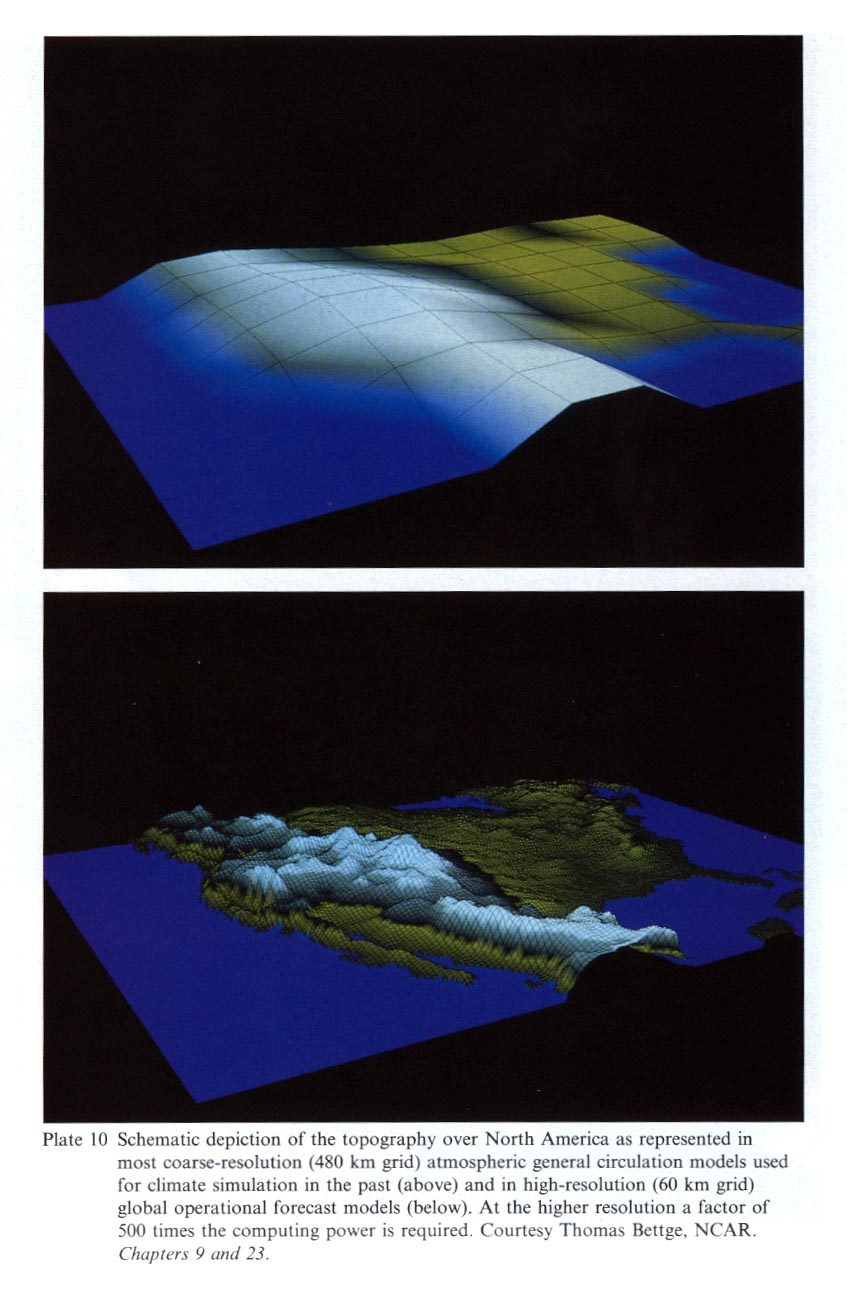 Plate 10 Schematic depiction of the topography over North America as represented in
most coarse-resolution (480 km grid) atmospheric general circulation models used
for climate simulation in the past (above) and in high-resolution (60 km grid)
global operational forecast models (below). At the higher resolution a factor of
500 times the computing power is required. Courtesy Thomas Bettge, NCAR.
Chapters 9 and 23.